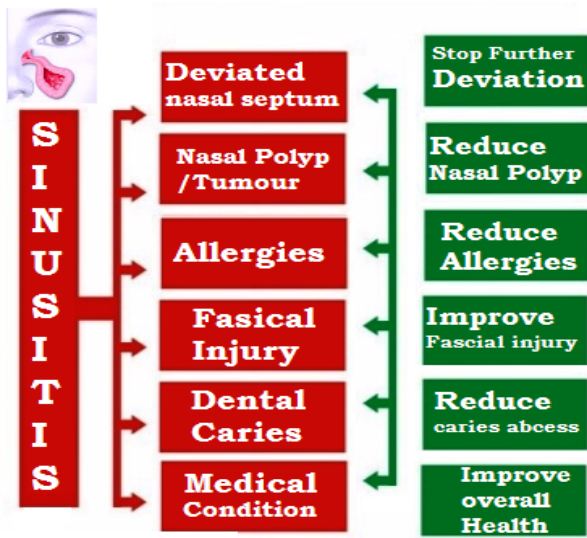 SINUSITIS
Deviated
nasal septum
Nasal Polyp
/Tumour
Allergies
Fasical
Injury
Dental
Caries
Medical
Condition
Stop Further
Deviation
Reduce
Nasal Polyp
Reduce
Allergies
Improve
Fascial injury
Reduce
caries abcess
Improve
overall
Health